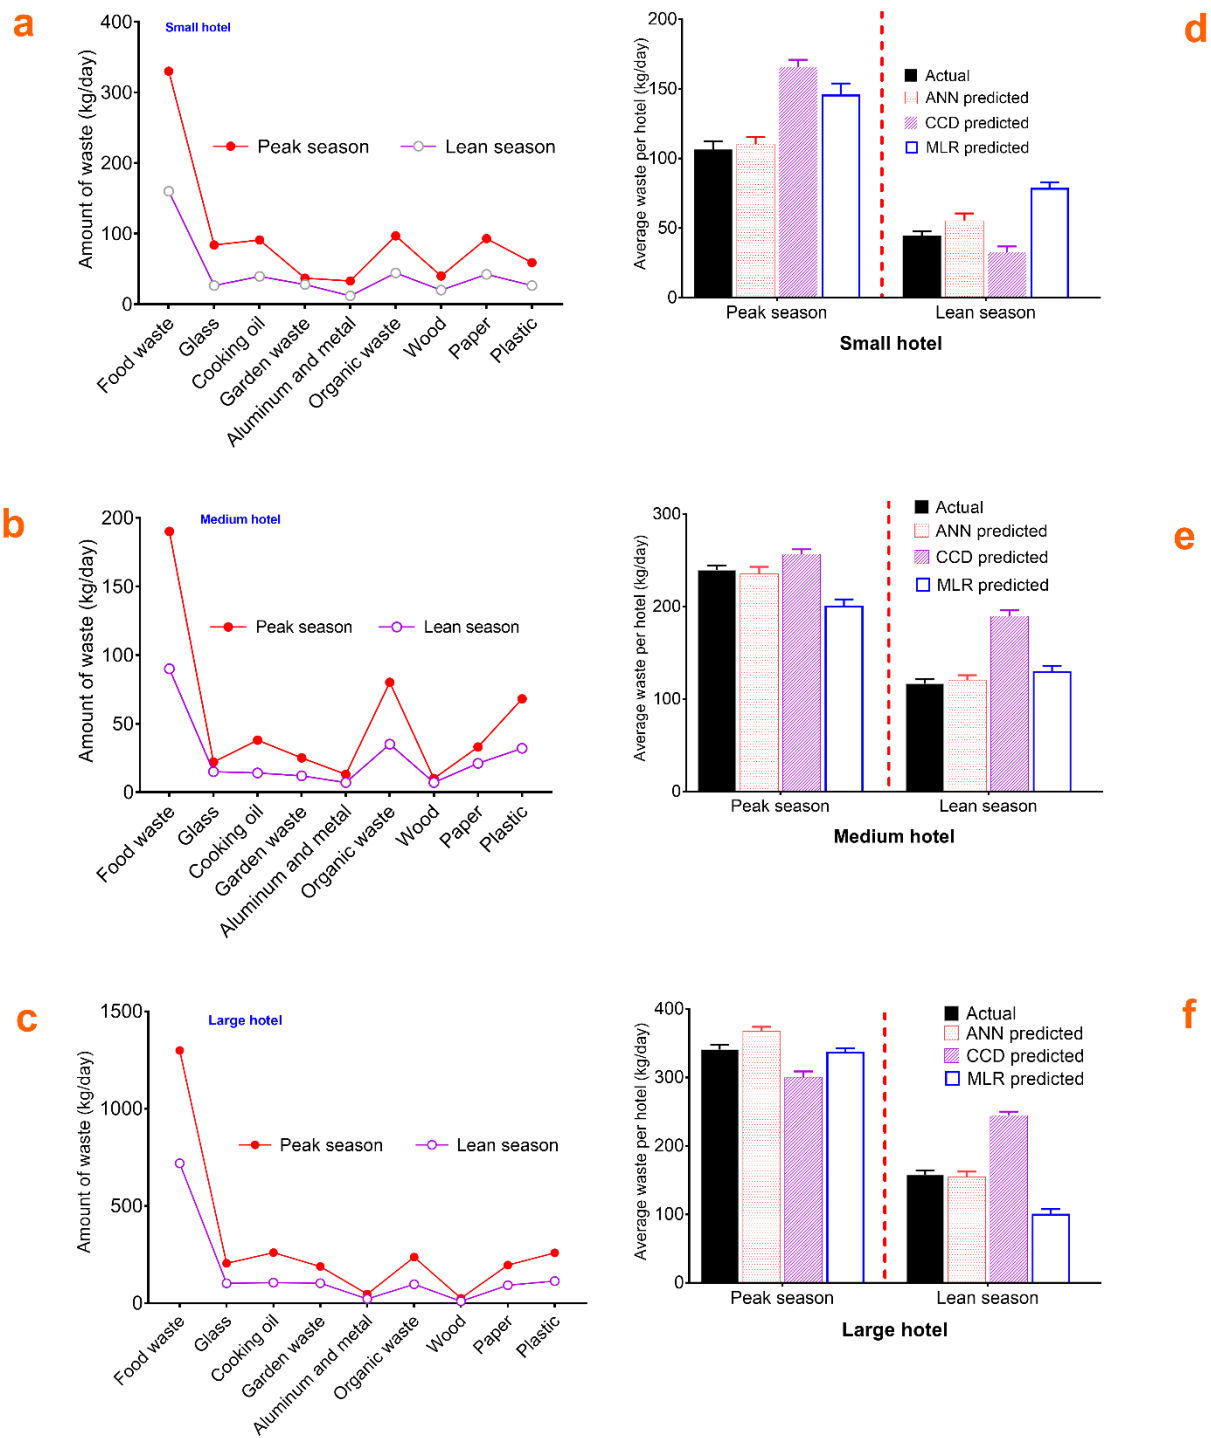 a
Small hotel
Amount of waste (kg/day)
400
300
200
100
0
Peak season
Lean season
Food waste
Glass
Cooking oil
Garden waste
Aluminum and metal
Organic waste
Wood
Paper
Plastic
d
Average waste per hotel (kg/day)
200
150
100
50
0
Actual
ANN predicted
CCD predicted
MLR predicted
Peak season
Lean season
Small hotel
b
Medium hotel
Amount of waste (kg/day)
200
150
100
50
0
Peak season
Lean season
Food waste
Glass
Cooking oil
Garden waste
Aluminum and metal
Organic waste
Wood
Paper
Plastic
e
Average waste per hotel (kg/day)
300
200
100
0
Actual
ANN predicted
CCD predicted
MLR predicted
Peak season
Lean season
Medium hotel
c
Large hotel
Amount of waste (kg/day)
1500
1000
500
0
Peak season
Lean season
Food waste
Glass
Cooking oil
Garden waste
Aluminum and metal
Organic waste
Wood
Paper
Plastic
f
Average waste per hotel (kg/day)
400
300
200
100
0
Actual
ANN predicted
CCD predicted
MLR predicted
Peak season
Lean season
Large hotel